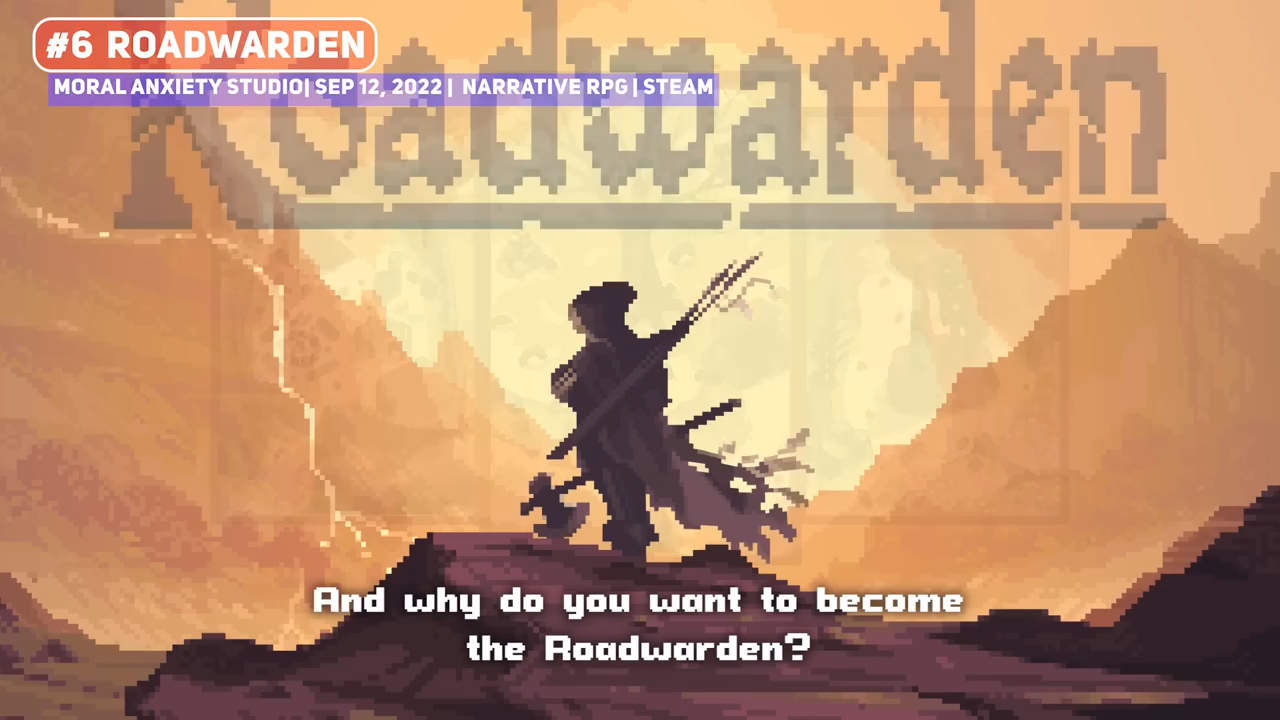 #6 ROADWARDEN
MORAL ANXIETY STUDIO| SEP 12, 2022 | NARRATIVE RPG | STEAM
Roadwarden
And why do you want to become
the Roadwarden?